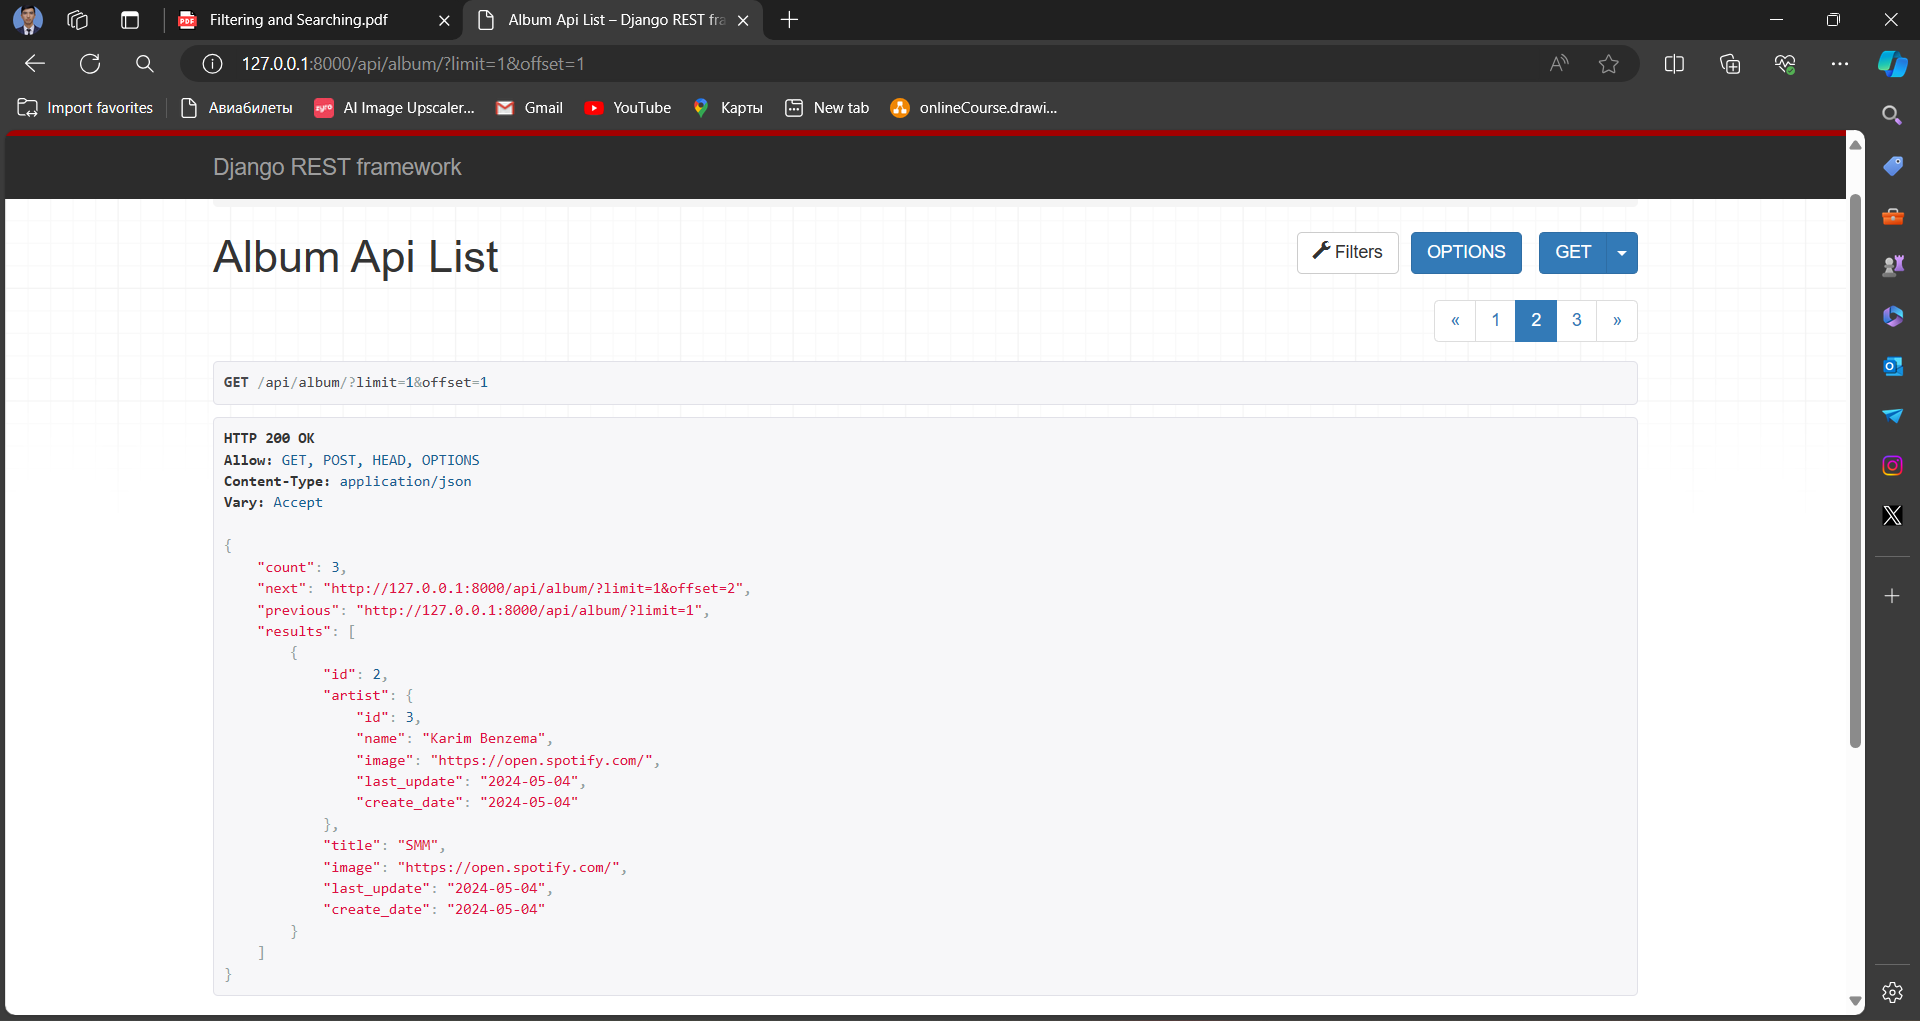 Filtering and Searching.pdf
Album Api List – Django REST fra
127.0.0.1:8000/api/album/?limit=1&offset=1
Import favorites
Авиабилеты
AI Image Upscaler...
Gmail
YouTube
Карты
New tab
onlineCourse.drawi...
Django REST framework
Album Api List
Filters
OPTIONS
GET
« 1 2 3 »
GET /api/album/?limit=1&offset=1
HTTP 200 OK
Allow: GET, POST, HEAD, OPTIONS
Content-Type: application/json
Vary: Accept
{
    "count": 3,
    "next": "http://127.0.0.1:8000/api/album/?limit=1&offset=2",
    "previous": "http://127.0.0.1:8000/api/album/?limit=1",
    "results": [
        {
            "id": 2,
            "artist": {
                "id": 3,
                "name": "Karim Benzema",
                "image": "https://open.spotify.com/",
                "last_update": "2024-05-04",
                "create_date": "2024-05-04"
            },
            "title": "SMM",
            "image": "https://open.spotify.com/",
            "last_update": "2024-05-04",
            "create_date": "2024-05-04"
        }
    ]
}